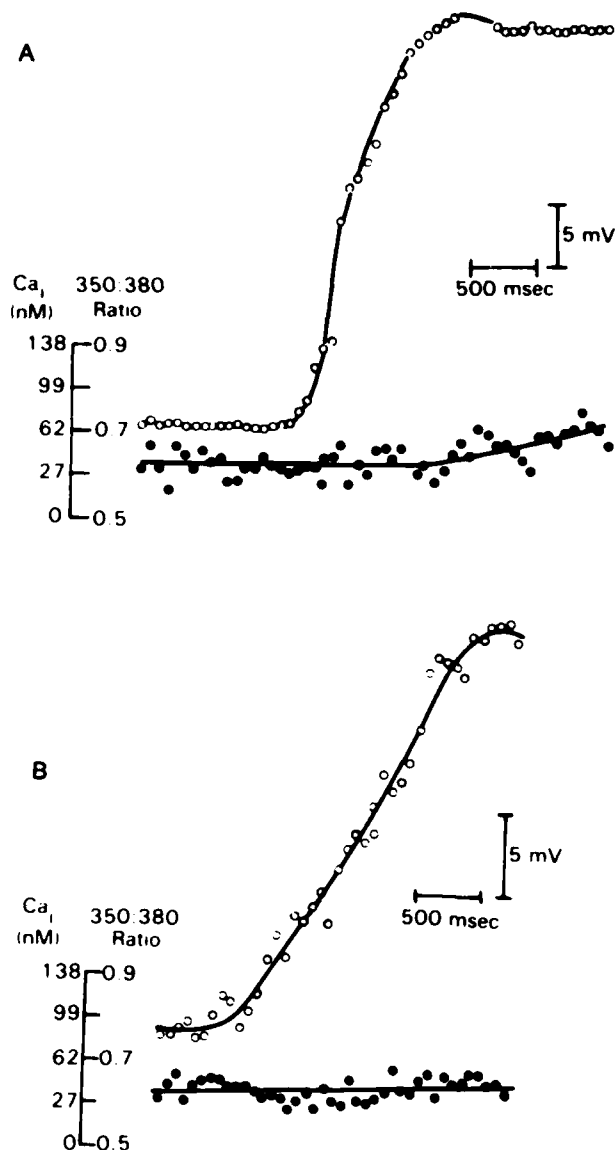 A
5 mV
500 msec
Caᵢ 350:380
(nM) Ratio
138 0.9
99
62 0.7
27
0 0.5
B
5 mV
500 msec
Caᵢ 350:380
(nM) Ratio
138 0.9
99
62 0.7
27
0 0.5